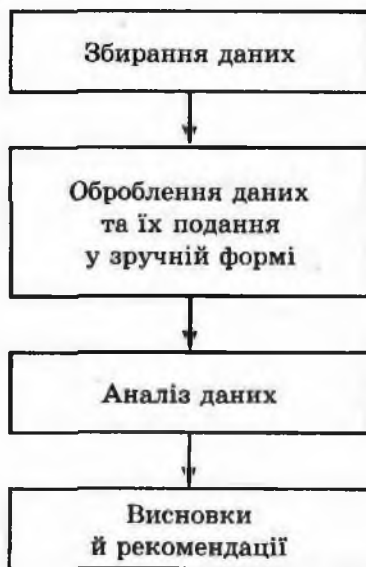 Збирання даних
Оброблення даних
та їх подання
у зручній формі
Аналіз даних
Висновки
й рекомендації